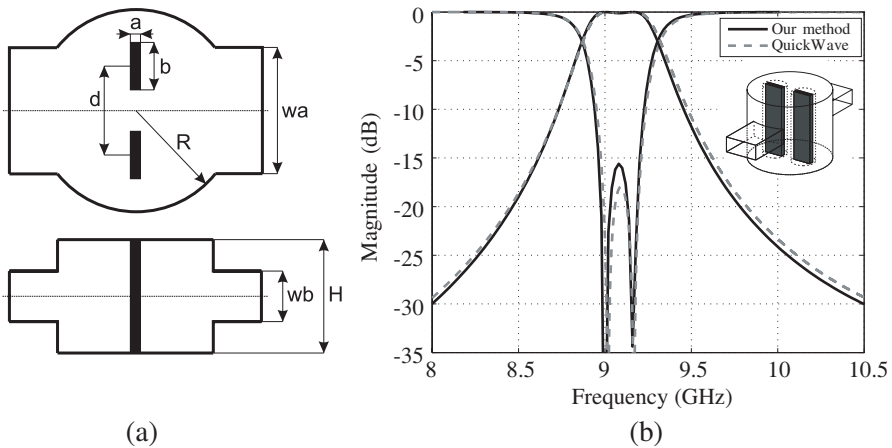 a
b
d
wa
R
wb
H
(a)
0
-5
-10
-15
-20
-25
-30
-35
Magnitude (dB)
Our method
QuickWave
8
8.5
9
9.5
10
10.5
Frequency (GHz)
(b)